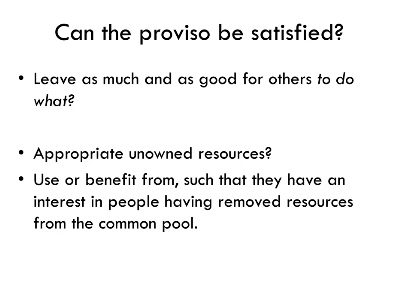 Can the proviso be satisfied?
• Leave as much and as good for others to do
what?
• Appropriate unowned resources?
• Use or benefit from, such that they have an
interest in people having removed resources
from the common pool.